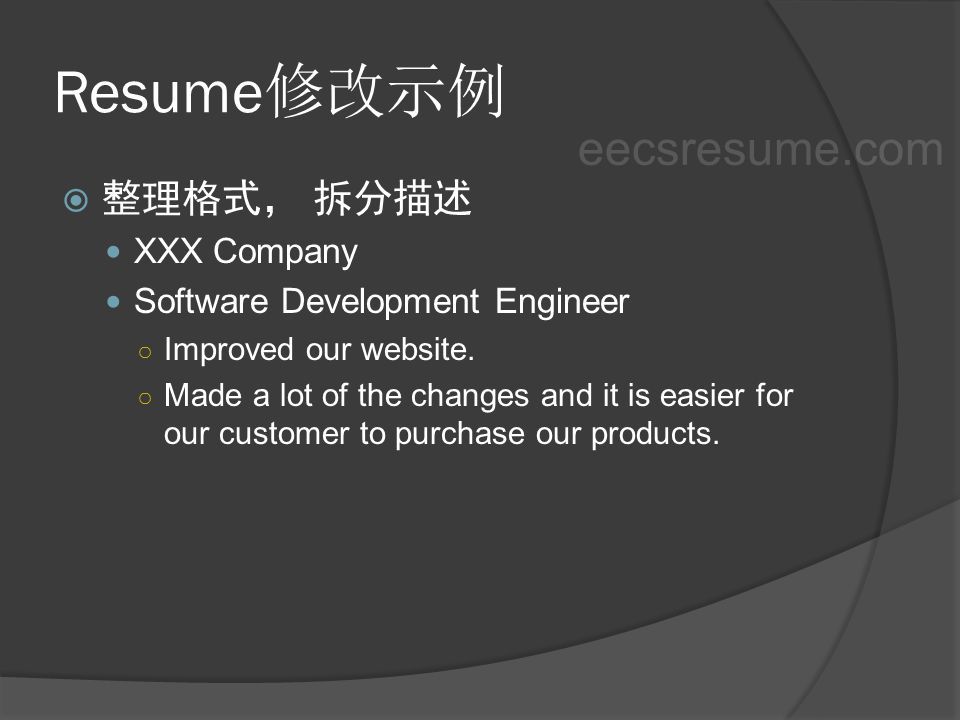 Resume修改示例
eecsresume.com
整理格式， 拆分描述
XXX Company
Software Development Engineer
Improved our website.
Made a lot of the changes and it is easier for
our customer to purchase our products.